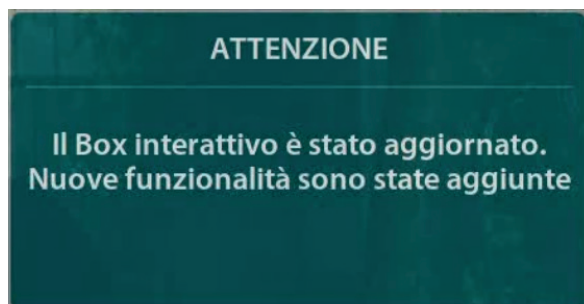 ATTENZIONE
Il Box interattivo è stato aggiornato.
Nuove funzionalità sono state aggiunte